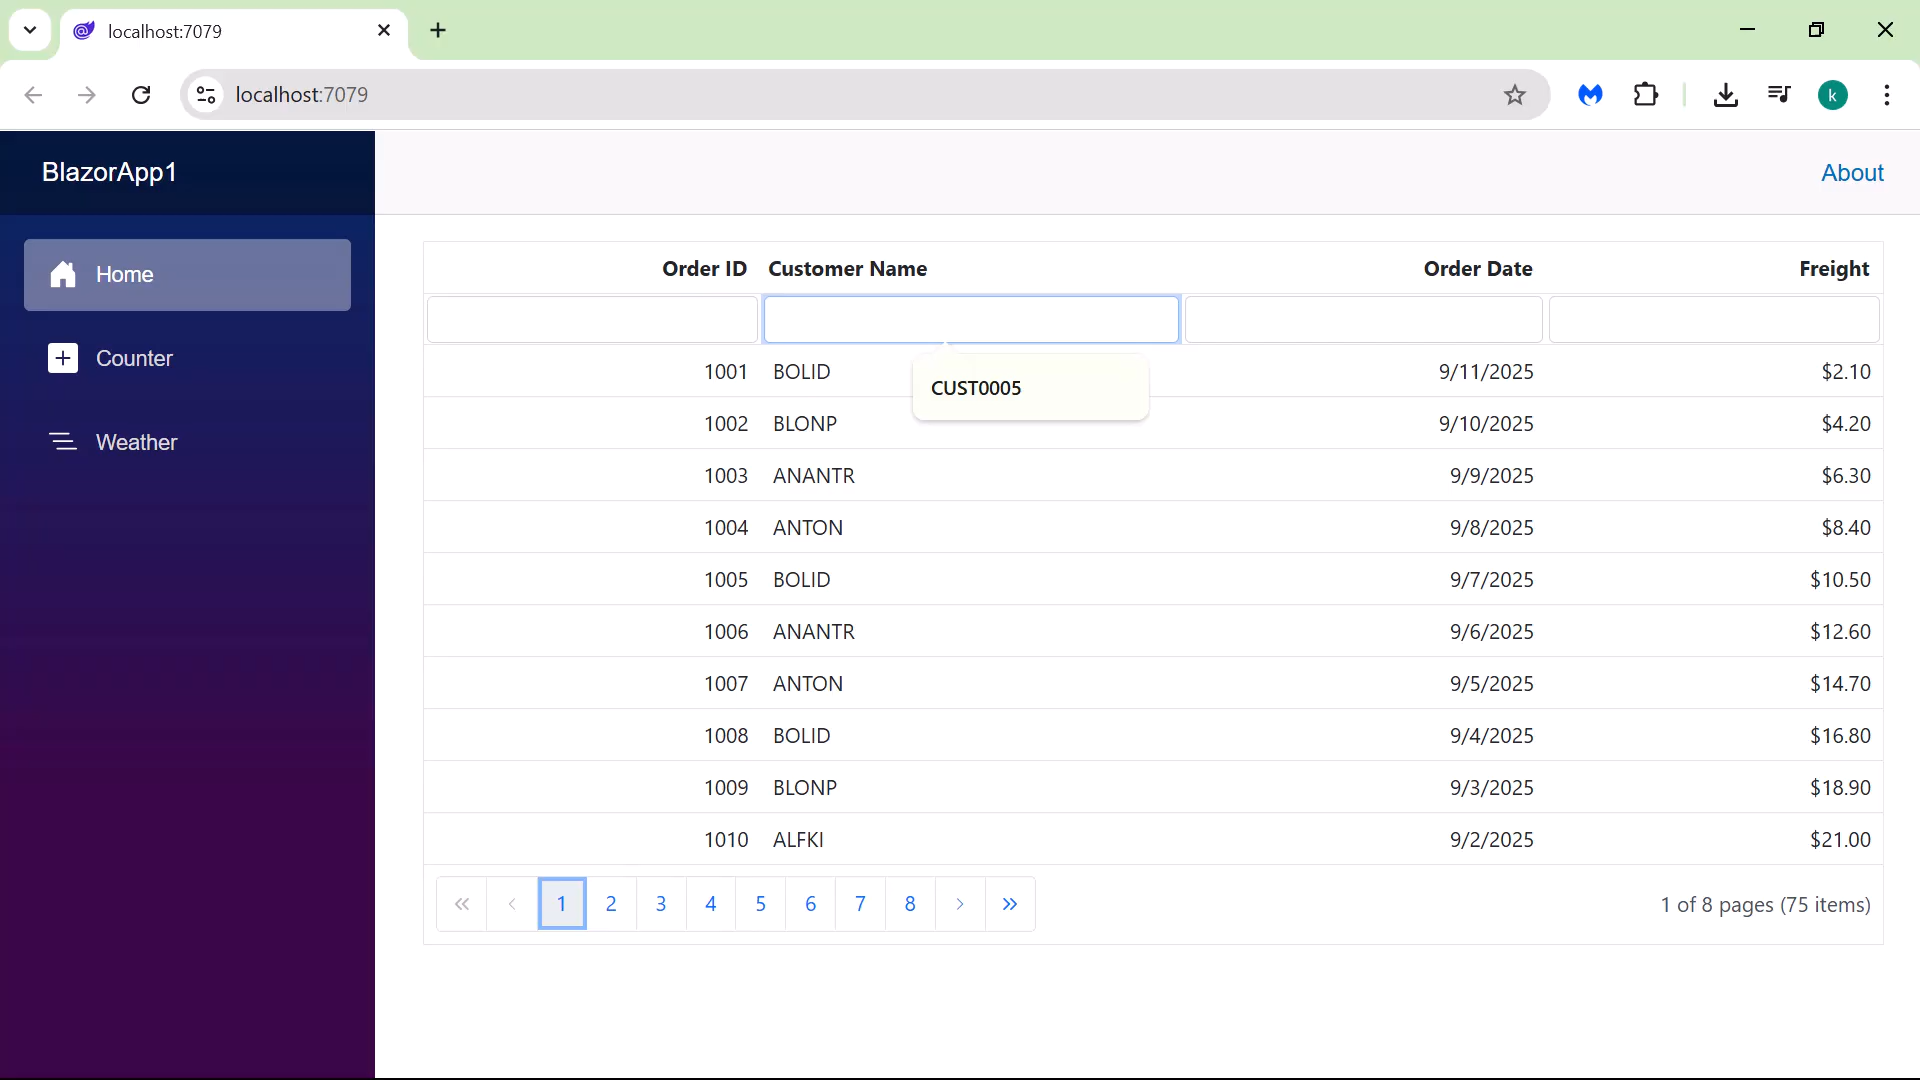 localhost:7079
localhost:7079
k
BlazorApp1
About
Home
Counter
Weather
Order ID Customer Name Order Date Freight
CUST0005
1001 BOLID 9/11/2025 $2.10
1002 BLONP 9/10/2025 $4.20
1003 ANANTR 9/9/2025 $6.30
1004 ANTON 9/8/2025 $8.40
1005 BOLID 9/7/2025 $10.50
1006 ANANTR 9/6/2025 $12.60
1007 ANTON 9/5/2025 $14.70
1008 BOLID 9/4/2025 $16.80
1009 BLONP 9/3/2025 $18.90
1010 ALFKI 9/2/2025 $21.00
1 2 3 4 5 6 7 8 1 of 8 pages (75 items)